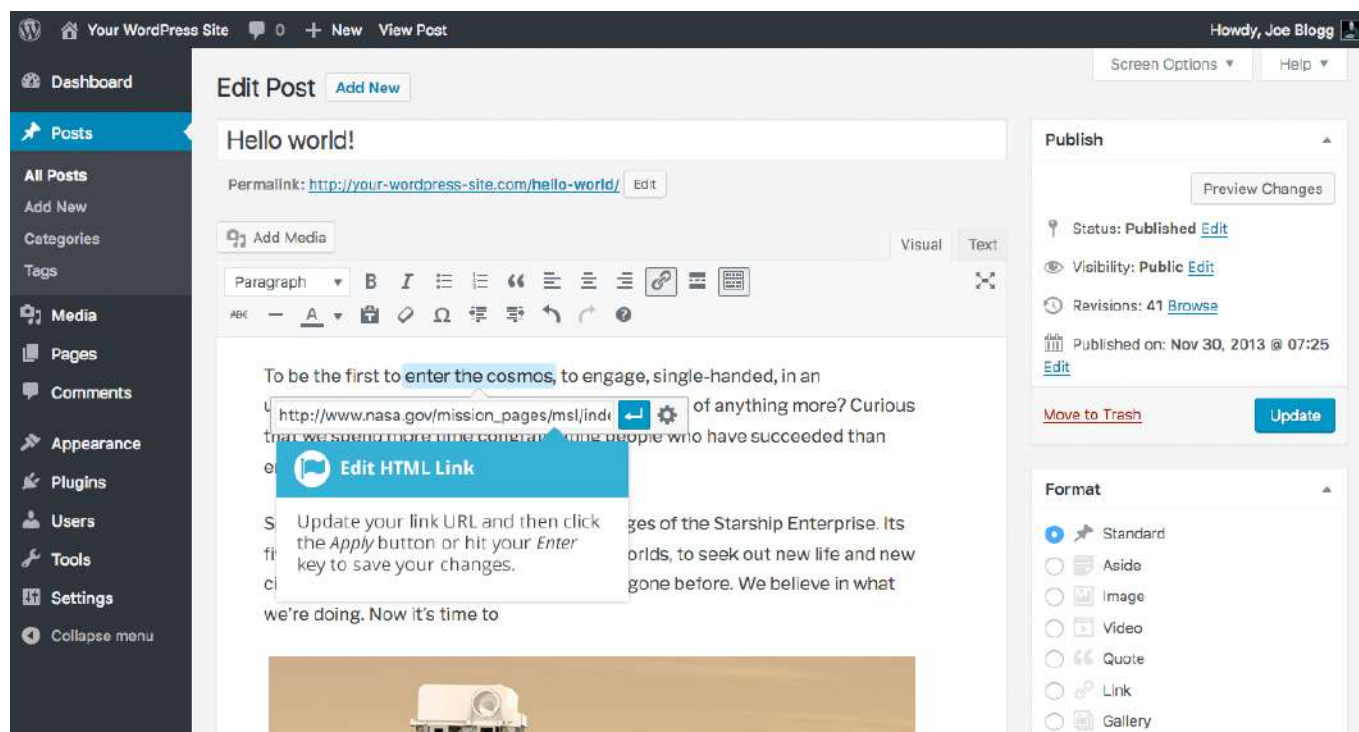 Your WordPress Site 0 + New View Post Howdy, Joe Blogg
Screen Options Help
Dashboard
Posts
All Posts
Add New
Categories
Tags
Media
Pages
Comments
Appearance
Plugins
Users
Tools
Settings
Collapse menu
Edit Post Add New
Hello world!
Permalink: http://your-wordpress-site.com/hello-world/ Edit
Add Media
Visual Text
Paragraph B I
ABC A Ω
To be the first to enter the cosmos, to engage, single-handed, in an
http://www.nasa.gov/mission_pages/msl/inde of anything more? Curious
that we spend more time congratulating people who have succeeded than
Edit HTML Link
Update your link URL and then click
the Apply button or hit your Enter
key to save your changes.
ges of the Starship Enterprise. Its
orlds, to seek out new life and new
gone before. We believe in what
we're doing. Now it's time to
Publish
Preview Changes
Status: Published Edit
Visibility: Public Edit
Revisions: 41 Browse
Published on: Nov 30, 2013 @ 07:25
Edit
Move to Trash Update
Format
Standard
Aside
Image
Video
Quote
Link
Gallery